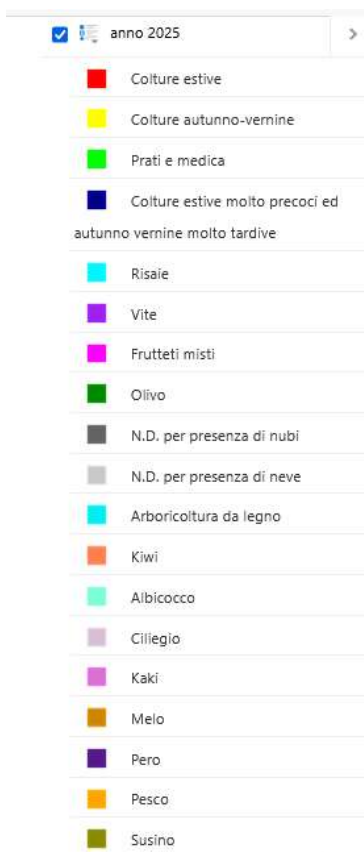 anno 2025
Colture estive
Colture autunno-vernine
Prati e medica
Colture estive molto precoci ed
autunno vernine molto tardive
Risaie
Vite
Frutteti misti
Olivo
N.D. per presenza di nubi
N.D. per presenza di neve
Arboricoltura da legno
Kiwi
Albicocco
Ciliegio
Kaki
Melo
Pero
Pesco
Susino